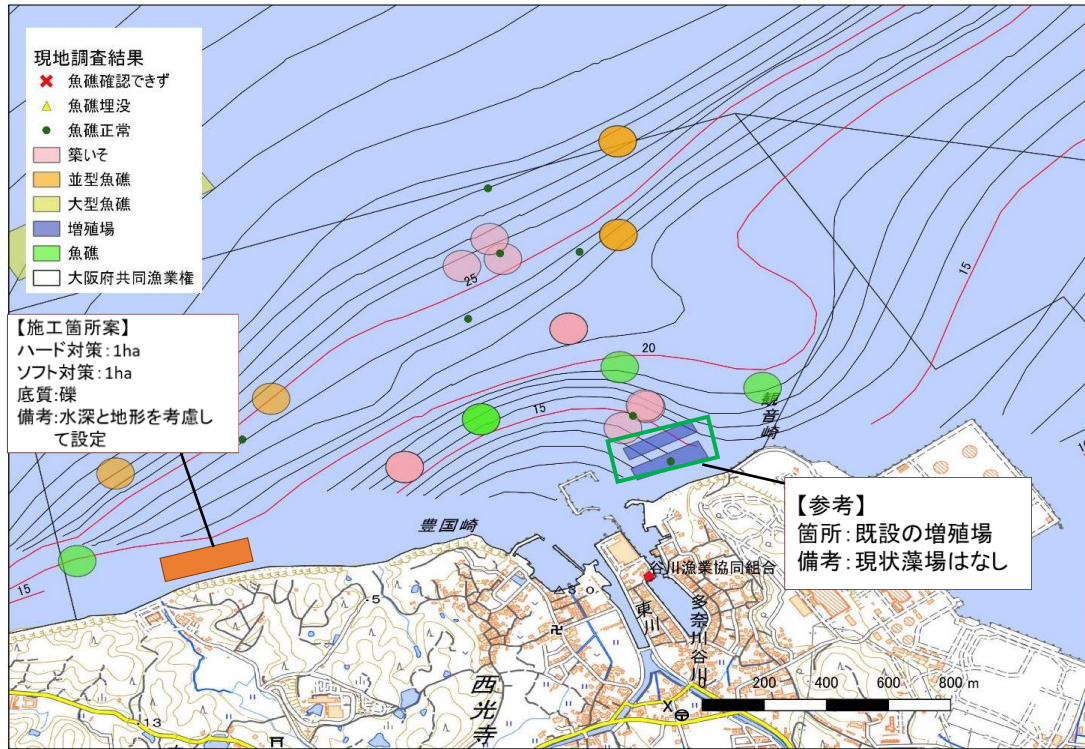 現地調査結果
魚礁確認できず
魚礁埋没
魚礁正常
築いそ
並型魚礁
大型魚礁
増殖場
魚礁
大阪府共同漁業権
【施工箇所案】
ハード対策:1ha
ソフト対策:1ha
底質:礫
備考:水深と地形を考慮し
て設定
25
20
15
15
15
15
観音崎
豊国崎
【参考】
箇所:既設の増殖場
備考:現状藻場はなし
谷川漁業協同組合
東川
多奈川谷川
西光寺
5
13
0 200 400 600 800 m